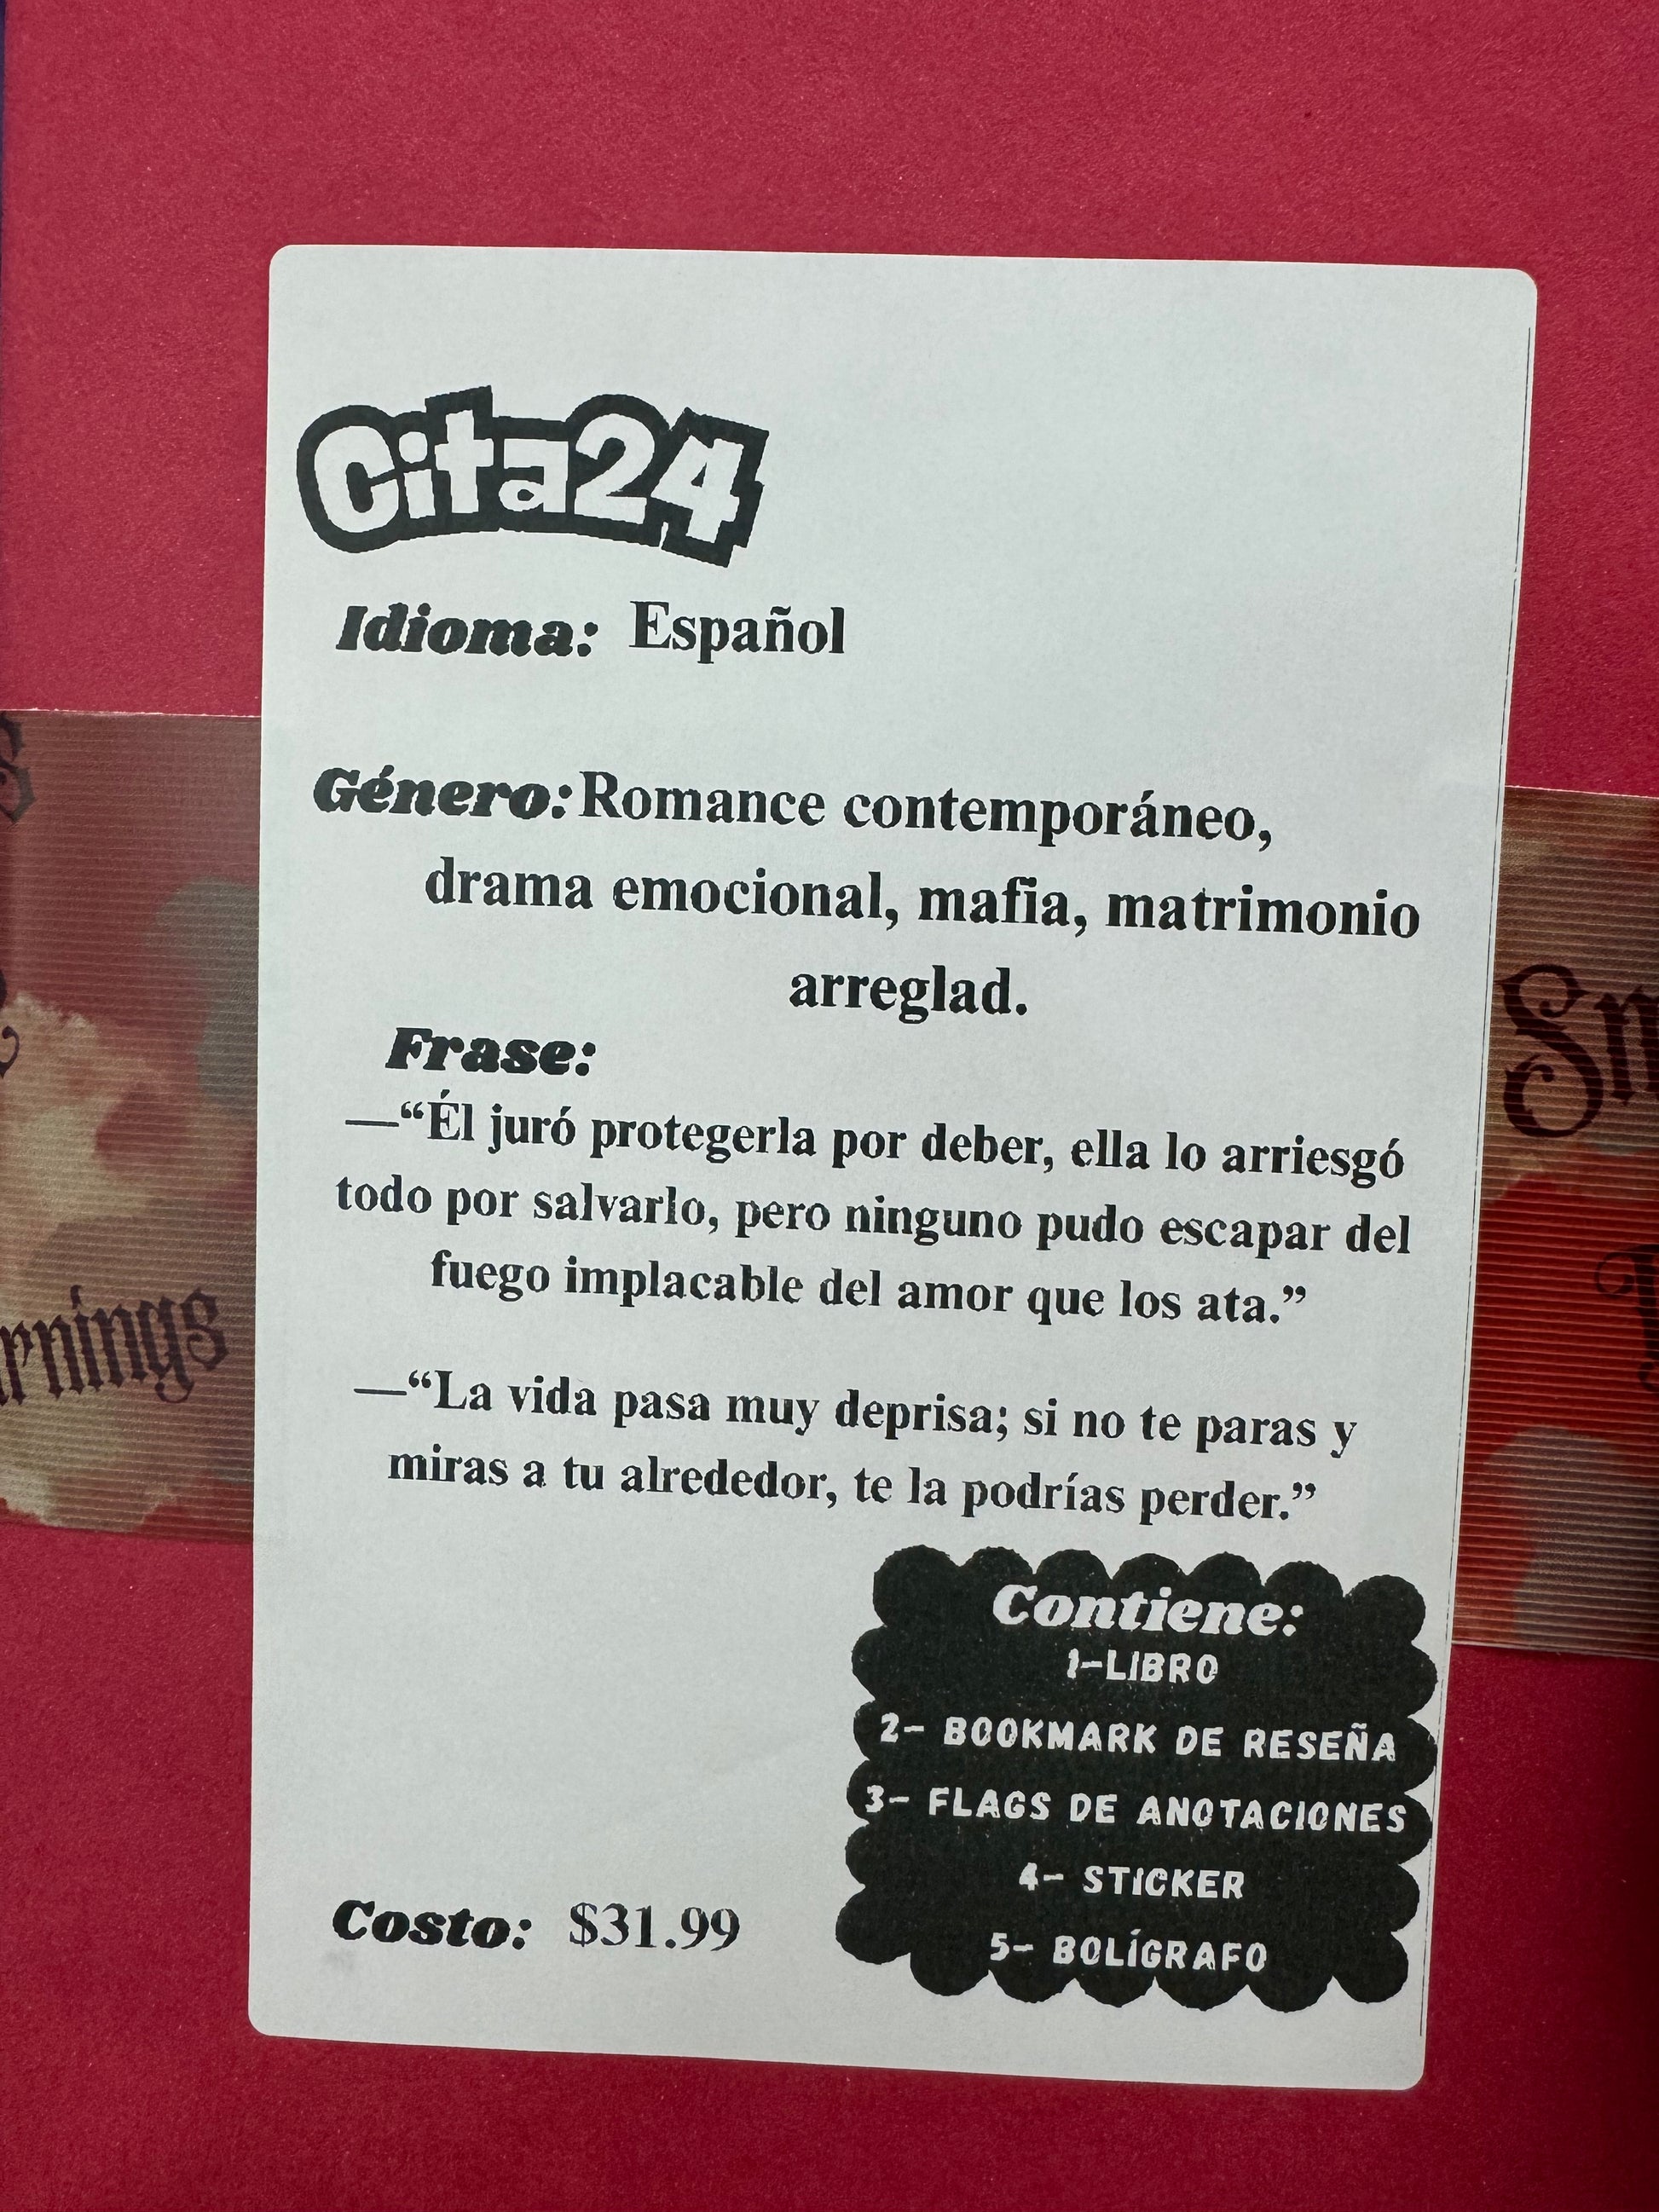 Cita24
Idioma: Español
Género: Romance contemporáneo,
drama emocional, mafia, matrimonio
arreglad.
Frase:
—“Él juró protegerla por deber, ella lo arriesgó
todo por salvarlo, pero ninguno pudo escapar del
fuego implacable del amor que los ata.”
—“La vida pasa muy deprisa; si no te paras y
miras a tu alrededor, te la podrías perder.”
Contiene:
1-LIBRO
2- BOOKMARK DE RESEÑA
3- FLAGS DE ANOTACIONES
4- STICKER
5- BOLÍGRAFO
Costo: $31.99